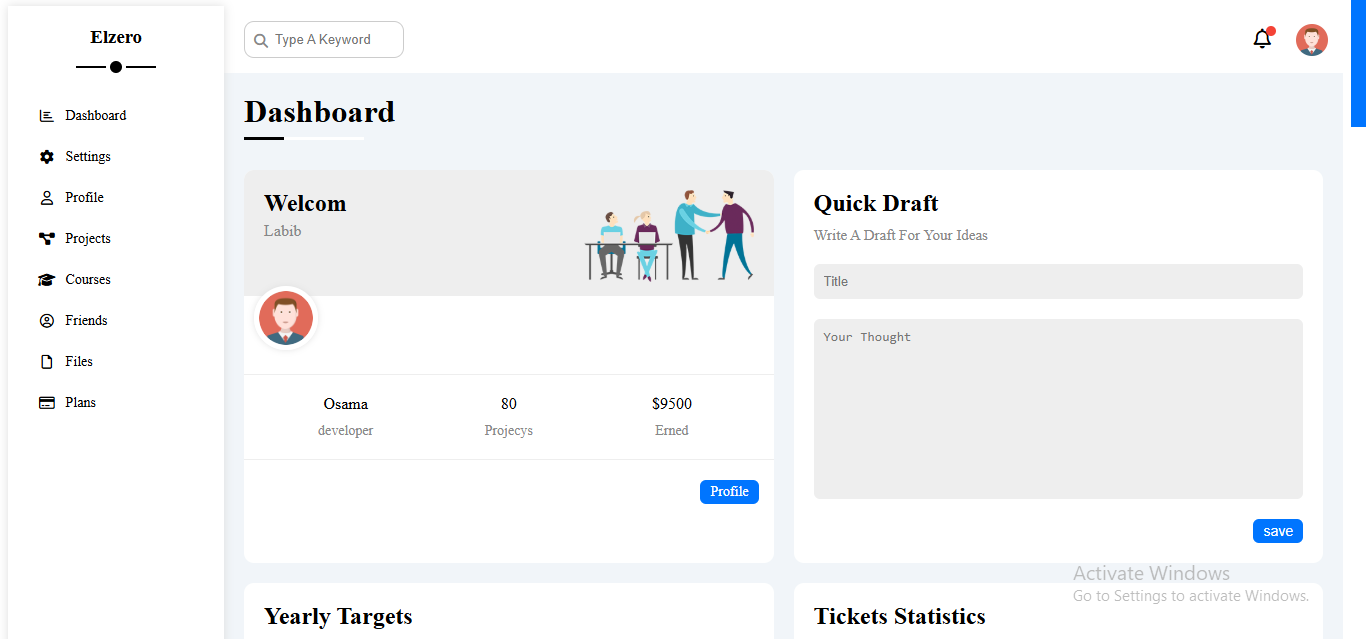 Elzero
Dashboard
Settings
Profile
Projects
Courses
Friends
Files
Plans
Type A Keyword
Dashboard
Welcom
Labib
Osama
developer
80
Projecys
$9500
Erned
Profile
Quick Draft
Write A Draft For Your Ideas
Title
Your Thought
save
Yearly Targets
Tickets Statistics
Activate Windows
Go to Settings to activate Windows.